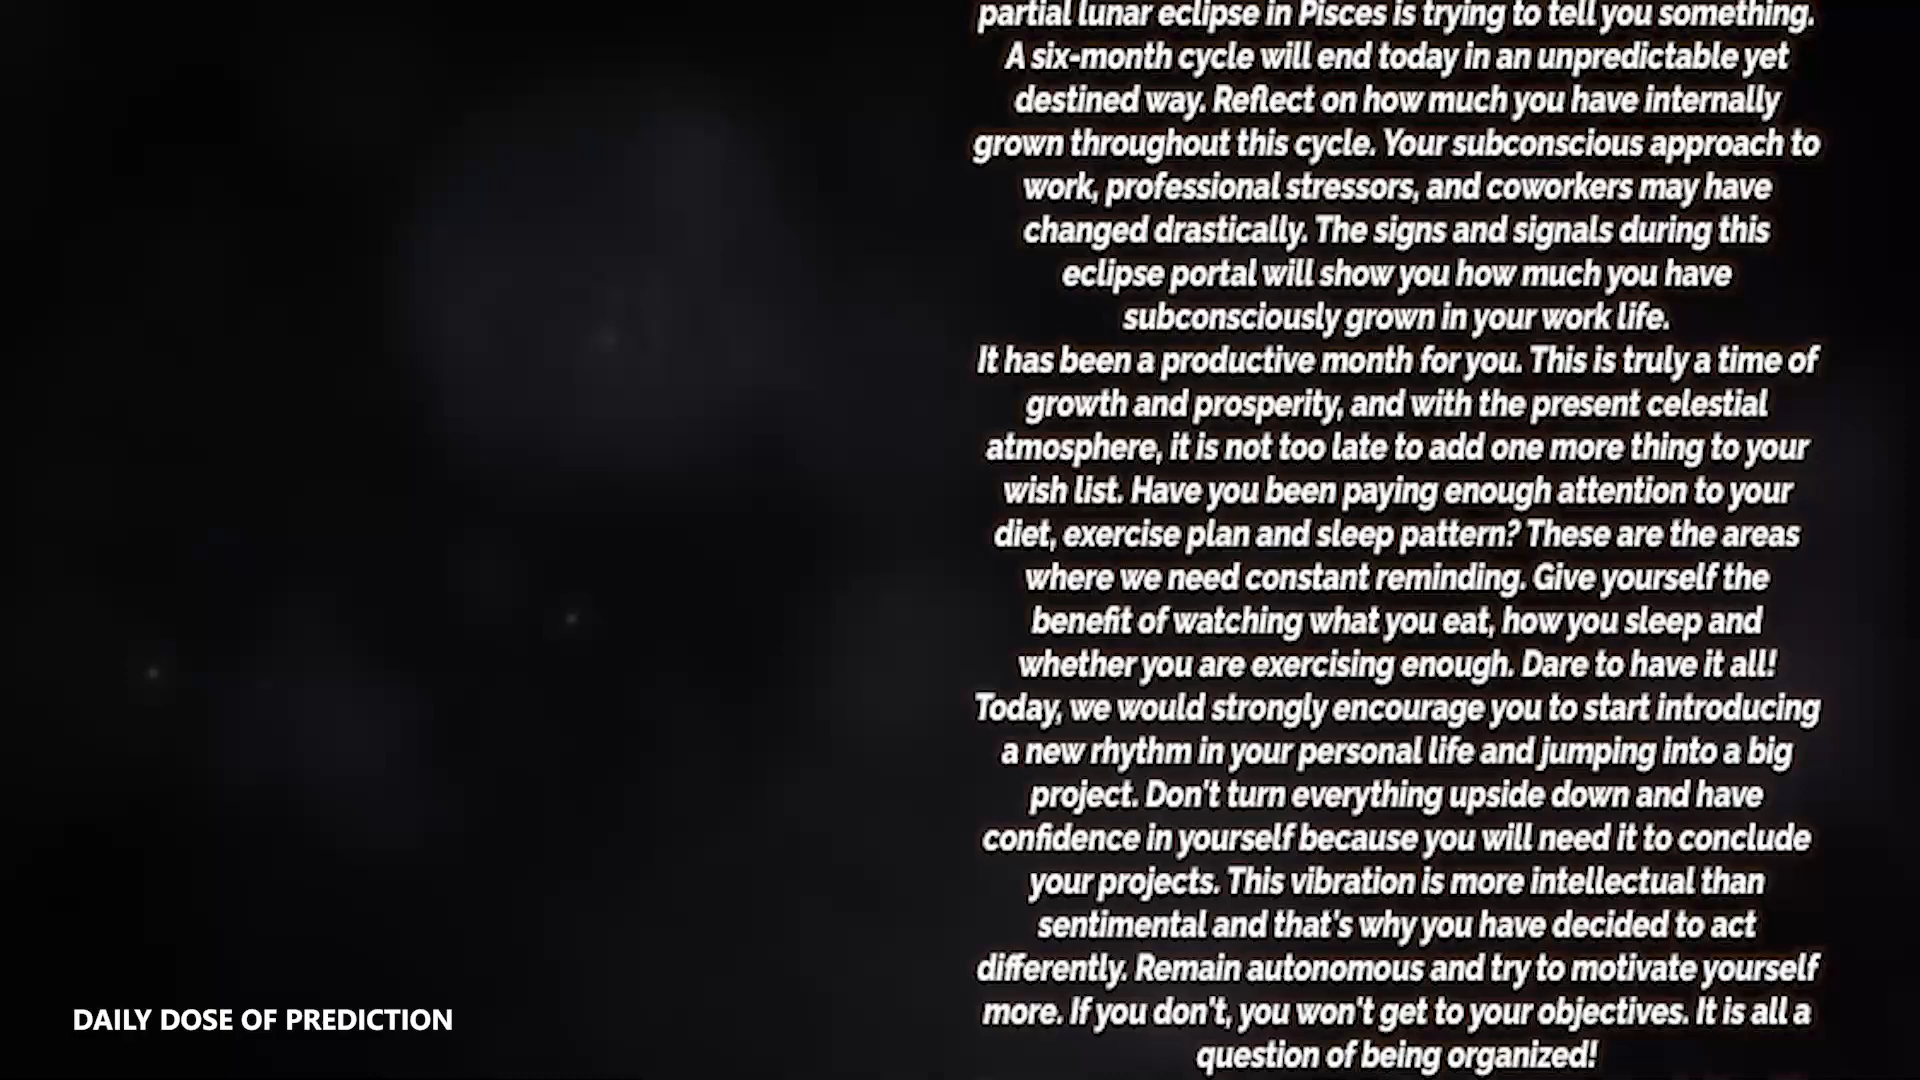 partial lunar eclipse in Pisces is trying to tell you something.
A six-month cycle will end today in an unpredictable yet
destined way. Reflect on how much you have internally
grown throughout this cycle. Your subconscious approach to
work, professional stressors, and coworkers may have
changed drastically. The signs and signals during this
eclipse portal will show you how much you have
subconsciously grown in your work life.
It has been a productive month for you. This is truly a time of
growth and prosperity, and with the present celestial
atmosphere, it is not too late to add one more thing to your
wish list. Have you been paying enough attention to your
diet, exercise plan and sleep pattern? These are the areas
where we need constant reminding. Give yourself the
benefit of watching what you eat, how you sleep and
whether you are exercising enough. Dare to have it all!
Today, we would strongly encourage you to start introducing
a new rhythm in your personal life and jumping into a big
project. Don't turn everything upside down and have
confidence in yourself because you will need it to conclude
your projects. This vibration is more intellectual than
sentimental and that's why you have decided to act
differently. Remain autonomous and try to motivate yourself
more. If you don't, you won't get to your objectives. It is all a
question of being organized!
DAILY DOSE OF PREDICTION